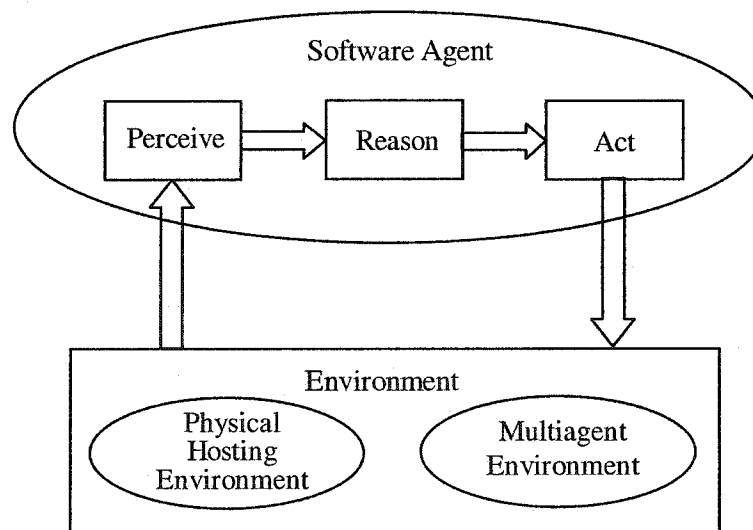 Software Agent
Perceive
Reason
Act
Environment
Physical
Hosting
Environment
Multiagent
Environment